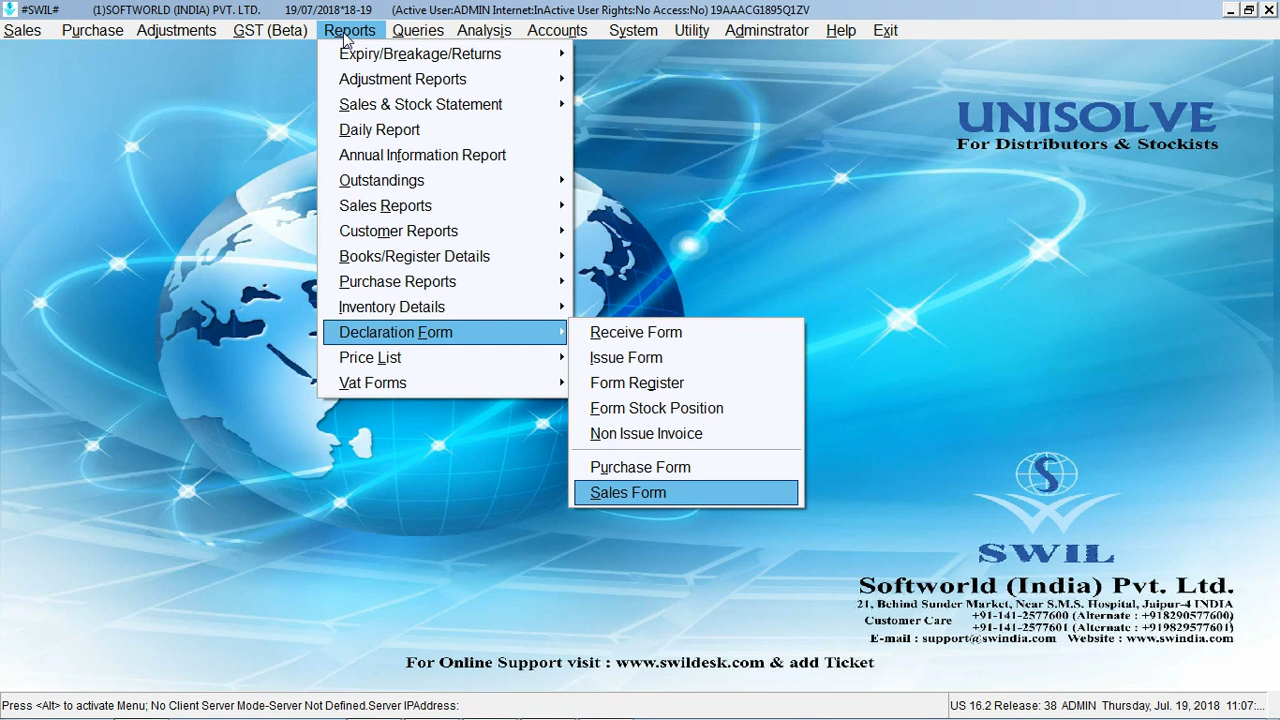 #SWIL# (1)SOFTWORLD (INDIA) PVT. LTD. 19/07/2018*18-19 (Active User:ADMIN Internet:InActive User Rights:No Access:No) 19AAACG1895Q1ZV
Sales Purchase Adjustments GST (Beta) Reports Queries Analysis Accounts System Utility Adminstrator Help Exit
Expiry/Breakage/Returns
Adjustment Reports
Sales & Stock Statement
Daily Report
Annual Information Report
Outstandings
Sales Reports
Customer Reports
Books/Register Details
Purchase Reports
Inventory Details
Declaration Form
Price List
Vat Forms
Receive Form
Issue Form
Form Register
Form Stock Position
Non Issue Invoice
Purchase Form
Sales Form
UNISOLVE
For Distributors & Stockists
S
SWIL
Softworld (India) Pvt. Ltd.
21, Behind Sunder Market, Near S.M.S. Hospital, Jaipur-4 INDIA
Customer Care +91-141-2577600 (Alternate : +918290577600)
+91-141-2577601 (Alternate : +919829577601)
E-mail : support@swindia.com Website : www.swindia.com
For Online Support visit : www.swildesk.com & add Ticket
Press <Alt> to activate Menu; No Client Server Mode-Server Not Defined.Server IPAddress:
US 16.2 Release: 38 ADMIN Thursday, Jul. 19, 2018 11:07:...